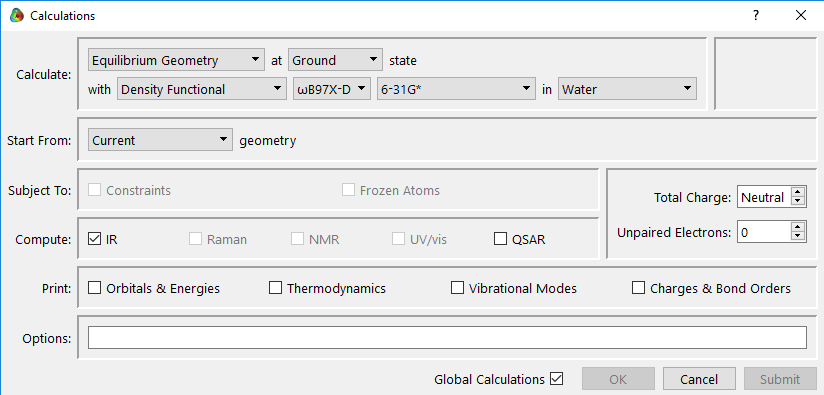 Calculations
Calculate: Equilibrium Geometry at Ground state
with Density Functional ωB97X-D 6-31G* in Water
Start From: Current geometry
Subject To: Constraints Frozen Atoms
Total Charge: Neutral
Compute: IR Raman NMR UV/vis QSAR
Unpaired Electrons: 0
Print: Orbitals & Energies Thermodynamics Vibrational Modes Charges & Bond Orders
Options:
Global Calculations OK Cancel Submit